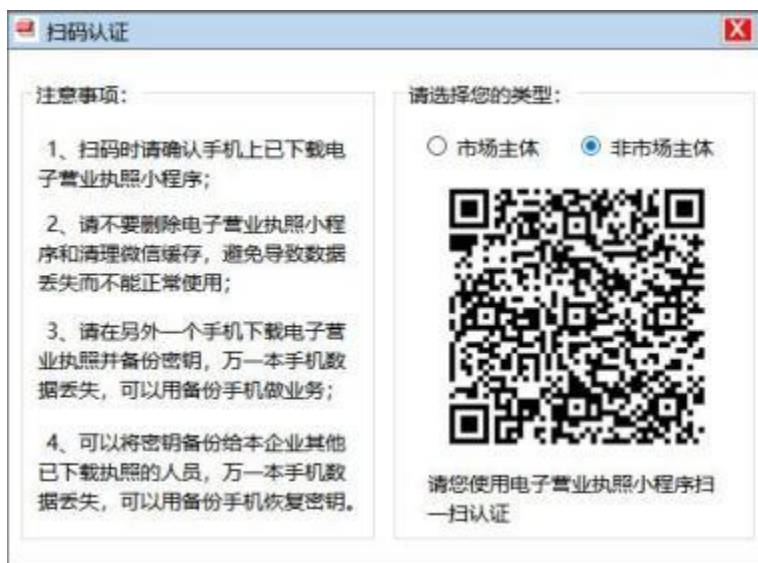 扫码认证
注意事项：
1、扫码时请确认手机上已下载电
子营业执照小程序；
2、请不要删除电子营业执照小程
序和清理微信缓存，避免导致数据
丢失而不能正常使用；
3、请在另外一个手机下载电子营
业执照并备份密钥，万一本手机数
据丢失，可以用备份手机做业务；
4、可以将密钥备份给本企业其他
已下载执照的人员，万一本手机数
据丢失，可以用备份手机恢复密钥。
请选择您的类型：
市场主体 非市场主体
请您使用电子营业执照小程序扫
一扫认证